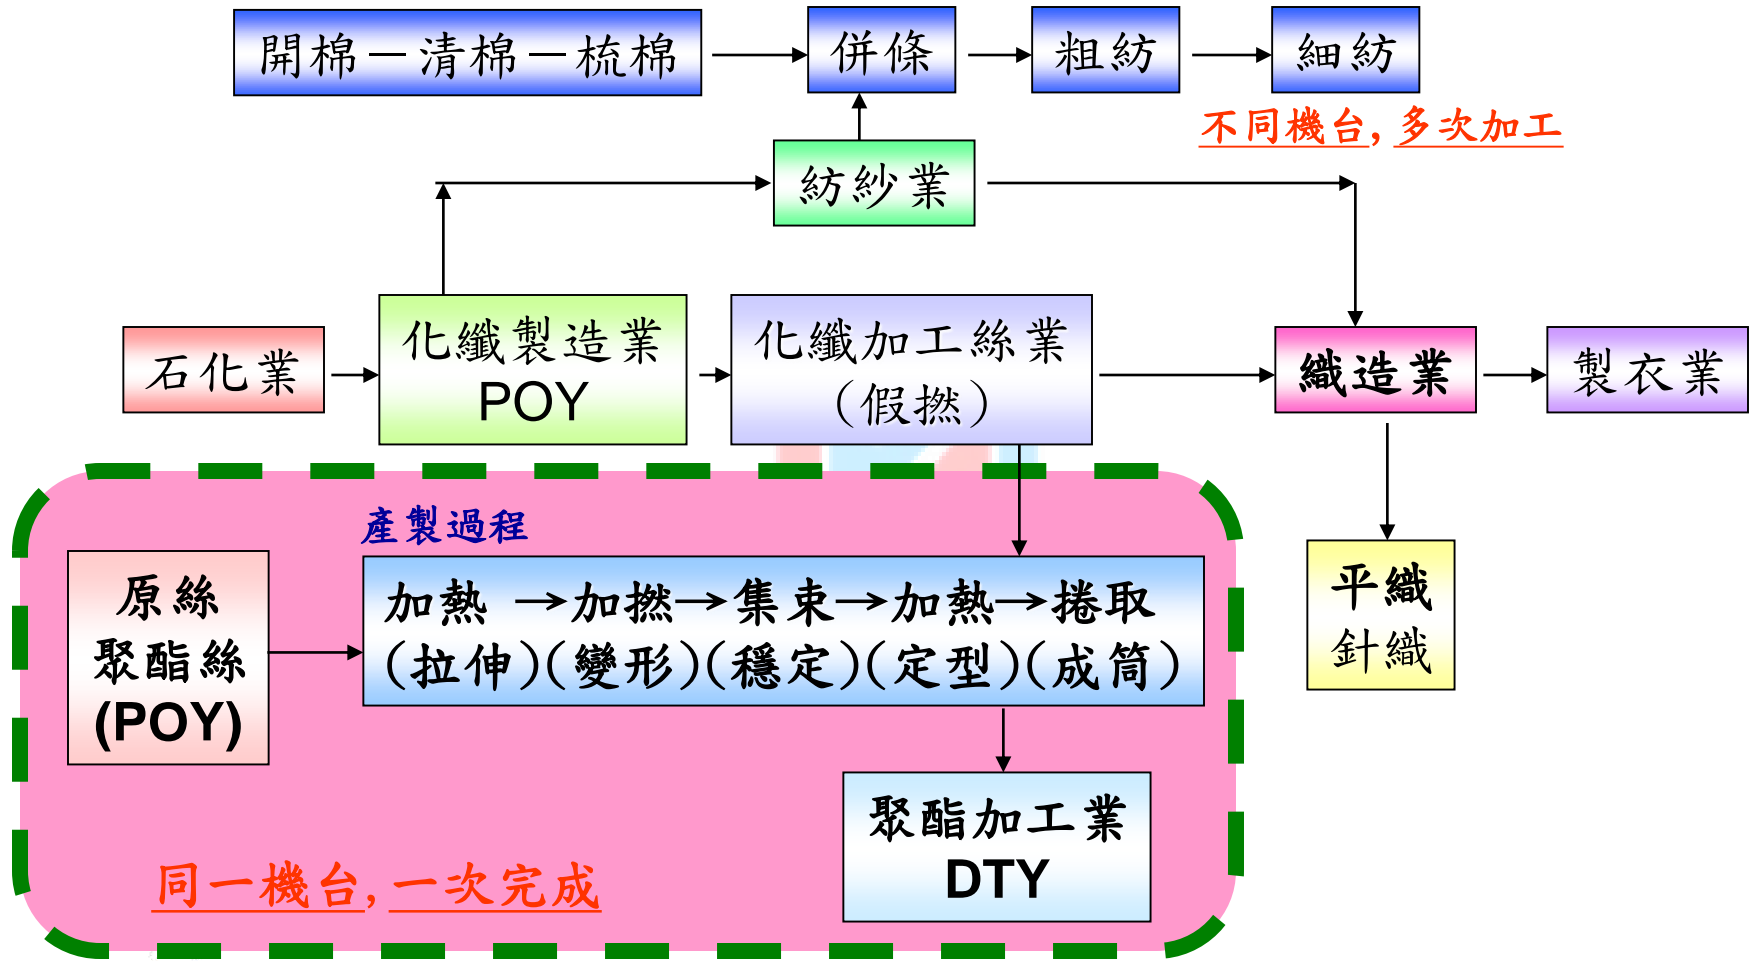 開棉－清棉－梳棉
併條
粗紡
細紡
不同機台,多次加工
紡紗業
石化業
化纖製造業
POY
化纖加工絲業
(假撚)
織造業
製衣業
產製過程
原絲
聚酯絲
(POY)
加熱 →加撚→集束→加熱→捲取
(拉伸)(變形)(穩定)(定型)(成筒)
平織
針織
聚酯加工業
DTY
同一機台,一次完成